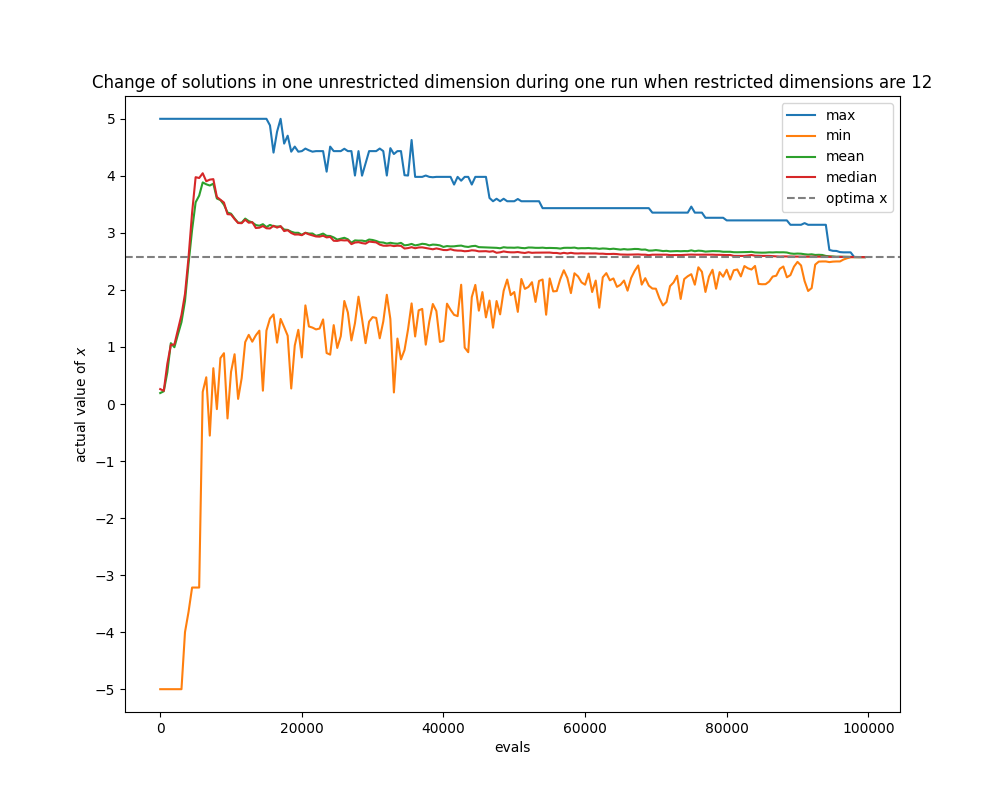 Change of solutions in one unrestricted dimension during one run when restricted dimensions are 12
max
min
mean
median
optima x
5
4
3
2
1
0
−1
−2
−3
−4
−5
actual value of x
0
20000
40000
60000
80000
100000
evals